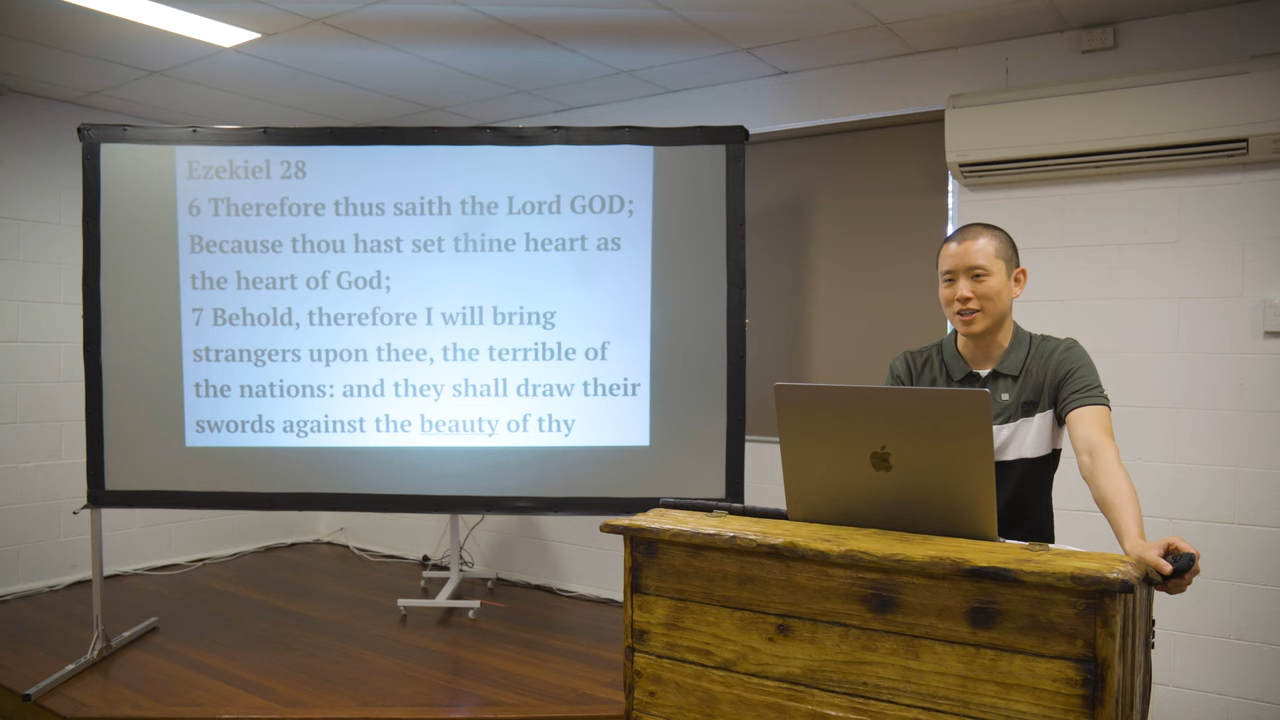 Ezekiel 28
6 Therefore thus saith the Lord GOD;
Because thou hast set thine heart as
the heart of God;
7 Behold, therefore I will bring
strangers upon thee, the terrible of
the nations: and they shall draw their
swords against the beauty of thy